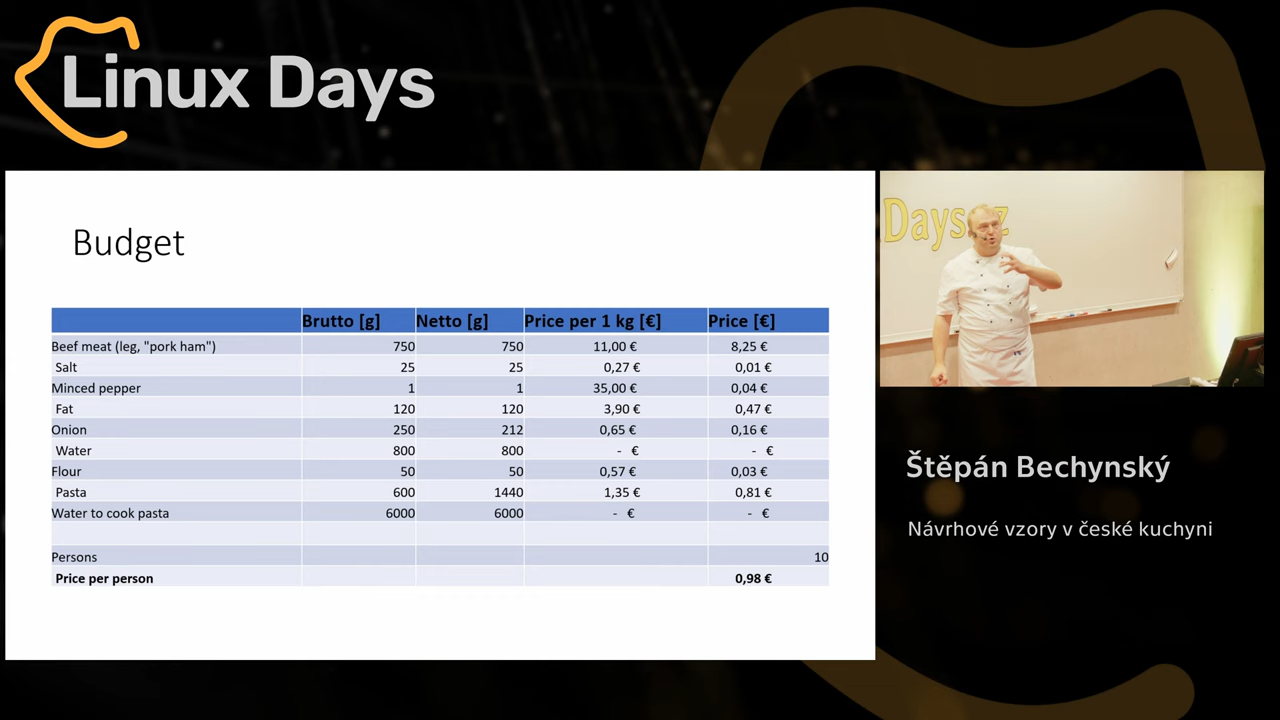 Linux Days
Budget
Brutto [g] Netto [g] Price per 1 kg [€] Price [€]
Beef meat (leg, "pork ham") 750 750 11,00 € 8,25 €
Salt 25 25 0,27 € 0,01 €
Minced pepper 1 1 35,00 € 0,04 €
Fat 120 120 3,90 € 0,47 €
Onion 250 212 0,65 € 0,16 €
Water 800 800 - € - €
Flour 50 50 0,57 € 0,03 €
Pasta 600 1440 1,35 € 0,81 €
Water to cook pasta 6000 6000 - € - €
Persons 10
Price per person 0,98 €
Days z
Štěpán Bechynský
Návrhové vzory v české kuchyni